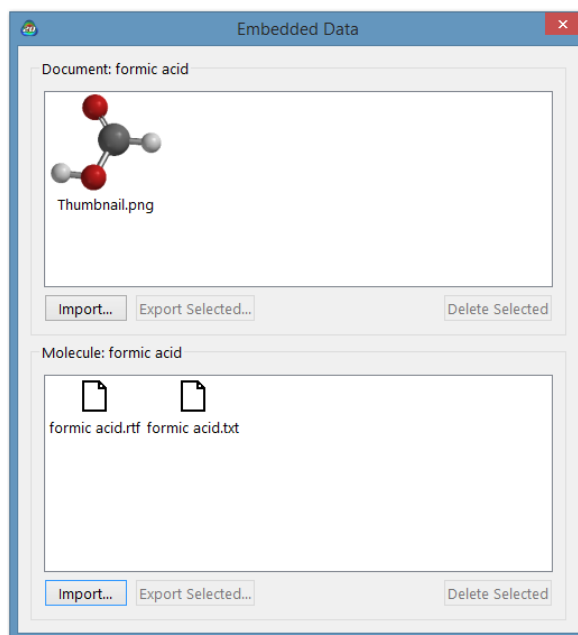 Embedded Data
Document: formic acid
Thumbnail.png
Import... Export Selected... Delete Selected
Molecule: formic acid
formic acid.rtf formic acid.txt
Import... Export Selected... Delete Selected